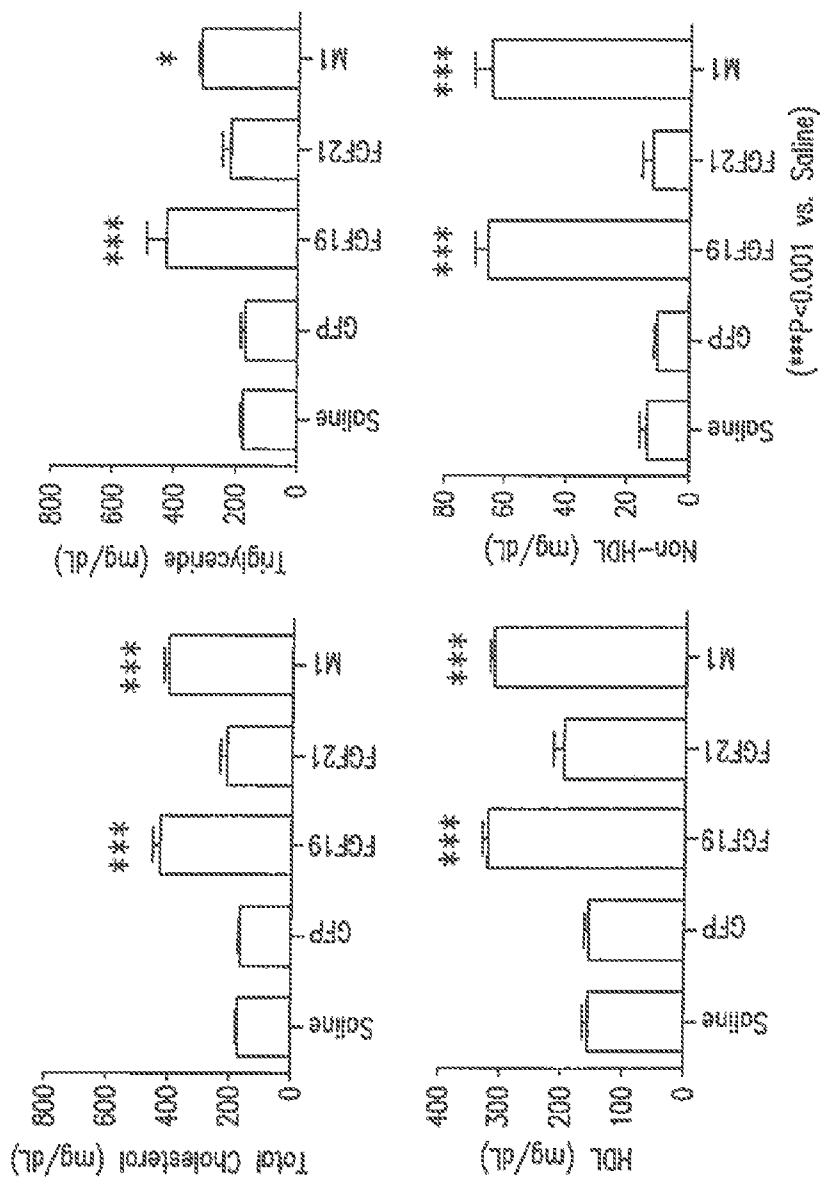 Total Cholesterol (mg/dL)
800
600
400
200
0
***
***
Saline
GFP
FGF19
FGF21
M1
Triglyceride (mg/dL)
800
600
400
200
0
***
*
Saline
GFP
FGF19
FGF21
M1
HDL (mg/dL)
400
300
200
100
0
***
***
Saline
GFP
FGF19
FGF21
M1
Non-HDL (mg/dL)
80
60
40
20
0
***
***
Saline
GFP
FGF19
FGF21
M1
(***P<0.001 vs. Saline)